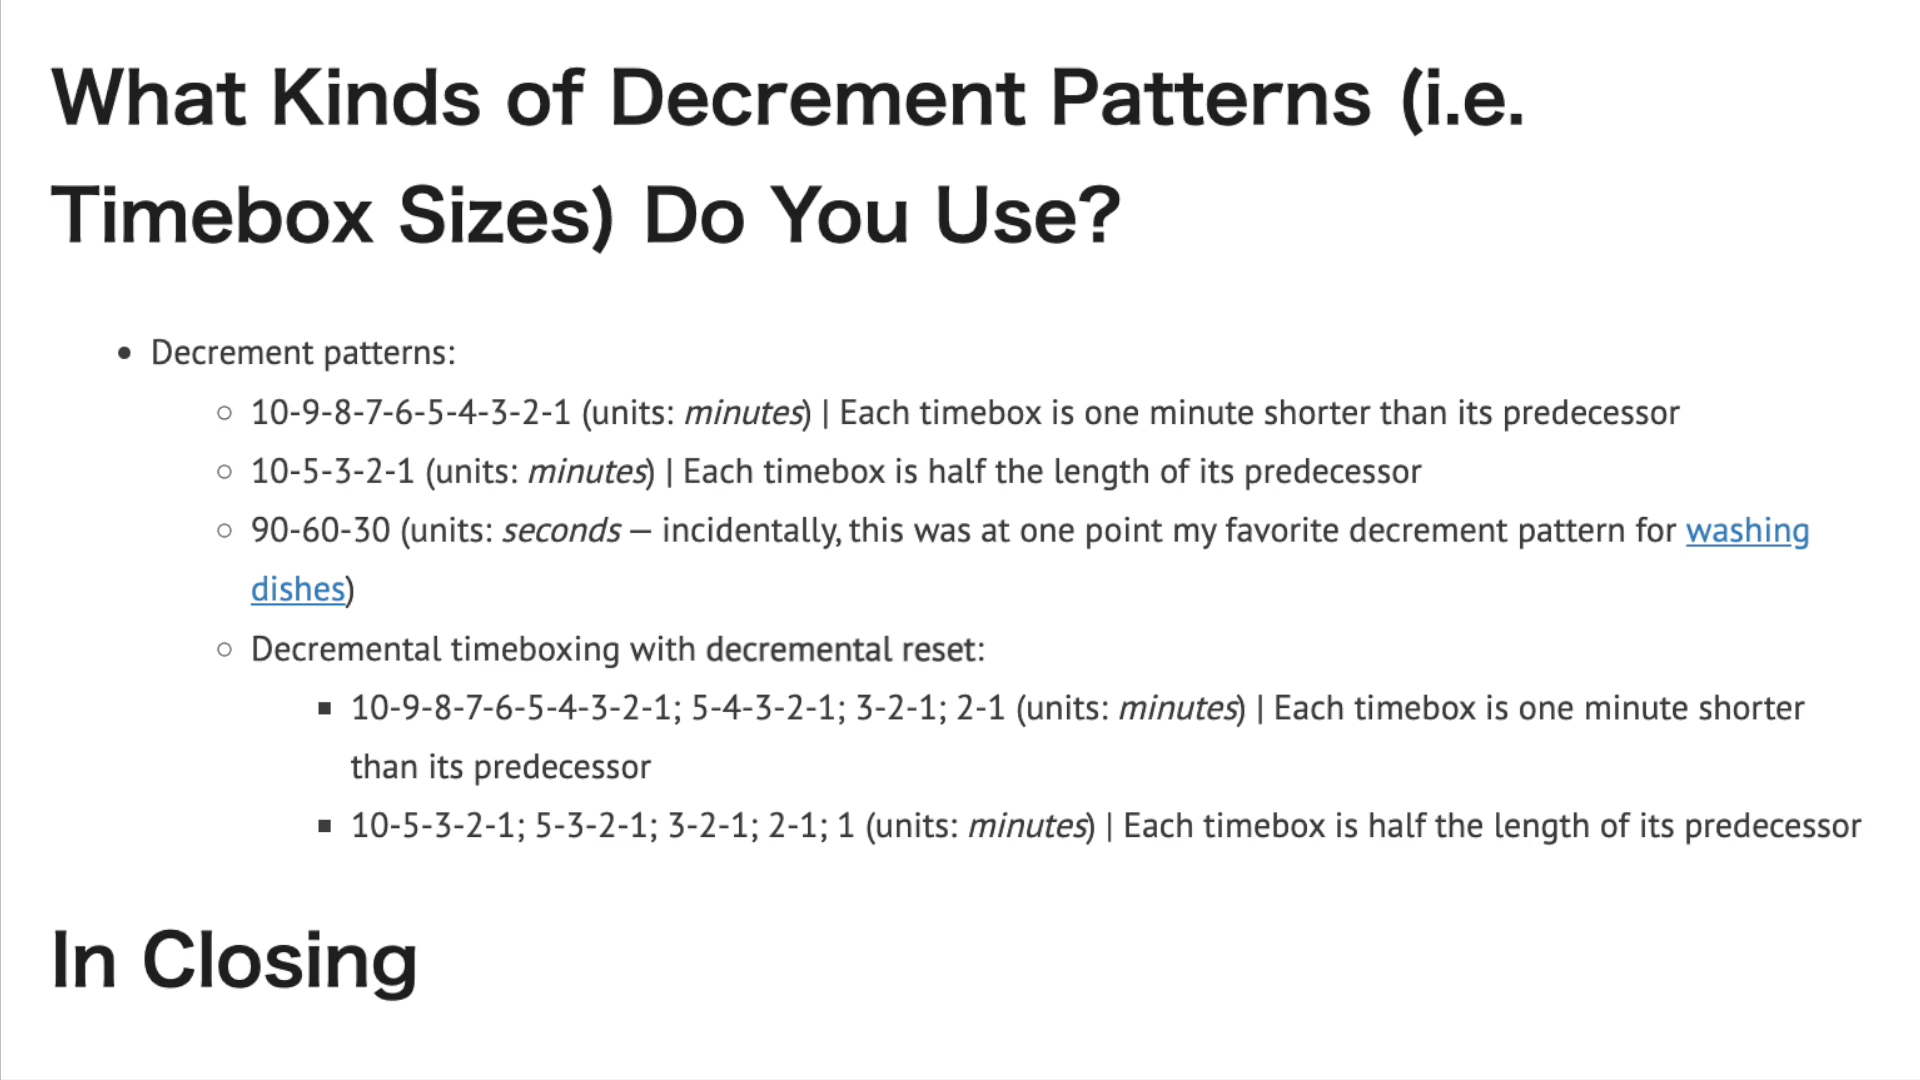 What Kinds of Decrement Patterns (i.e.
Timebox Sizes) Do You Use?
• Decrement patterns:
○ 10-9-8-7-6-5-4-3-2-1 (units: minutes) | Each timebox is one minute shorter than its predecessor
○ 10-5-3-2-1 (units: minutes) | Each timebox is half the length of its predecessor
○ 90-60-30 (units: seconds — incidentally, this was at one point my favorite decrement pattern for washing
dishes)
○ Decremental timeboxing with decremental reset:
▪ 10-9-8-7-6-5-4-3-2-1; 5-4-3-2-1; 3-2-1; 2-1 (units: minutes) | Each timebox is one minute shorter
than its predecessor
▪ 10-5-3-2-1; 5-3-2-1; 3-2-1; 2-1; 1 (units: minutes) | Each timebox is half the length of its predecessor
In Closing